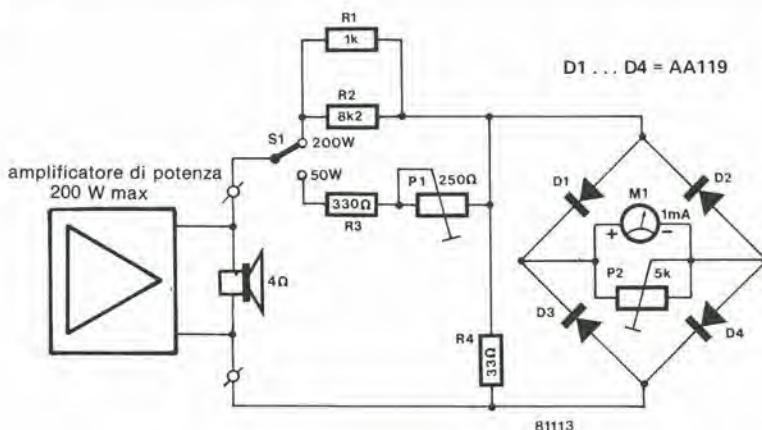 R1
1k
D1 ... D4 = AA119
R2
8k2
S1
200W
amplificatore di potenza
200 W max
50W
P1
250Ω
330Ω
R3
D1
M1
D2
1mA
+
−
P2
5k
4Ω
D3
D4
R4
33Ω
81113